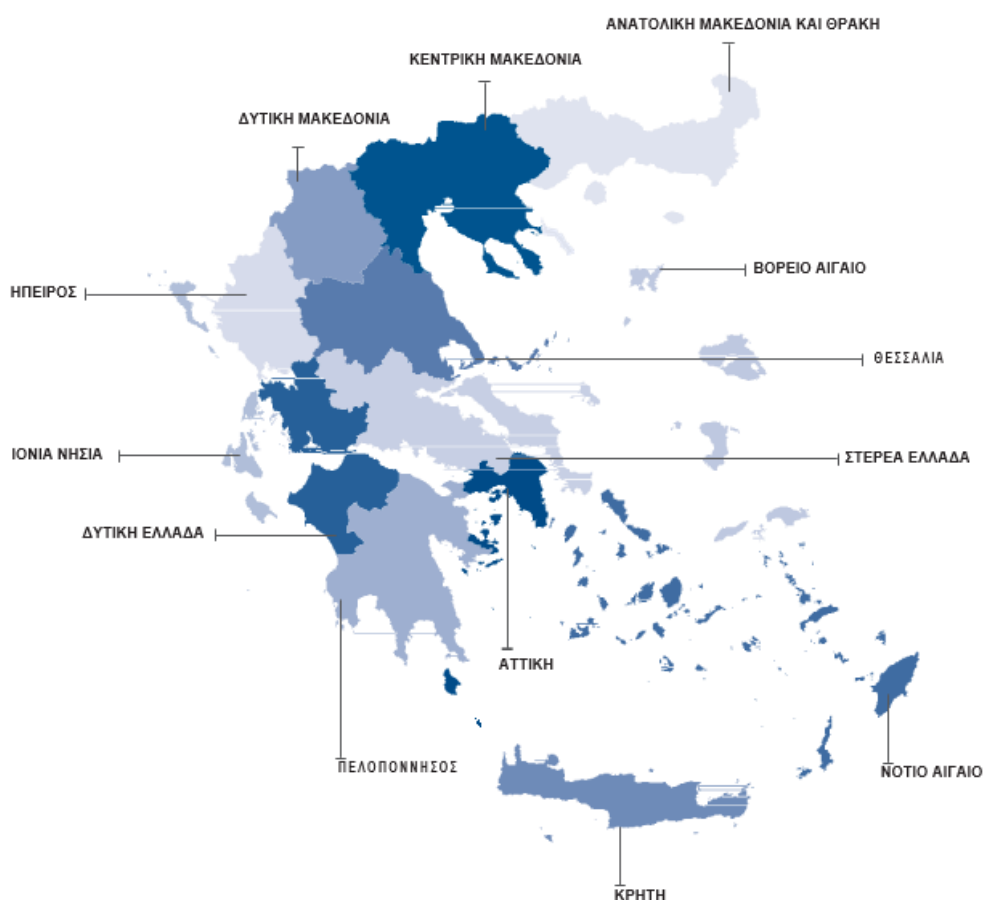 ΑΝΑΤΟΛΙΚΗ ΜΑΚΕΔΟΝΙΑ ΚΑΙ ΘΡΑΚΗ
ΚΕΝΤΡΙΚΗ ΜΑΚΕΔΟΝΙΑ
ΔΥΤΙΚΗ ΜΑΚΕΔΟΝΙΑ
ΒΟΡΕΙΟ ΑΙΓΑΙΟ
ΗΠΕΙΡΟΣ
ΘΕΣΣΑΛΙΑ
ΙΟΝΙΑ ΝΗΣΙΑ
ΣΤΕΡΕΑ ΕΛΛΑΔΑ
ΔΥΤΙΚΗ ΕΛΛΑΔΑ
ΑΤΤΙΚΗ
ΠΕΛΟΠΟΝΝΗΣΟΣ
ΝΟΤΙΟ ΑΙΓΑΙΟ
ΚΡΗΤΗ